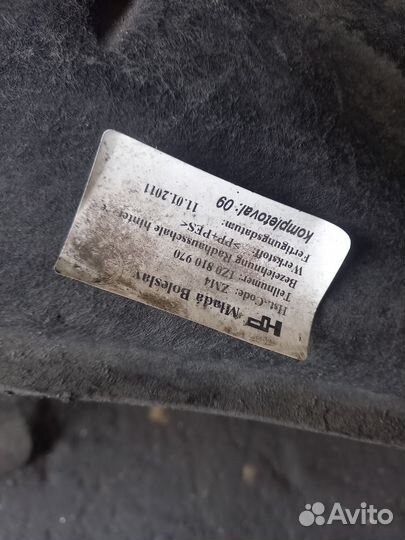 HP Mladá Boleslav
Hst.-Code: ZM4
Teilnummer: 1Z0 810 970
Bezeichnung Radhausschale hinte
Werkstoff: >PP+PES<
Fertigungsdatum: 11.01.2011
kompletoval: 09
Avito